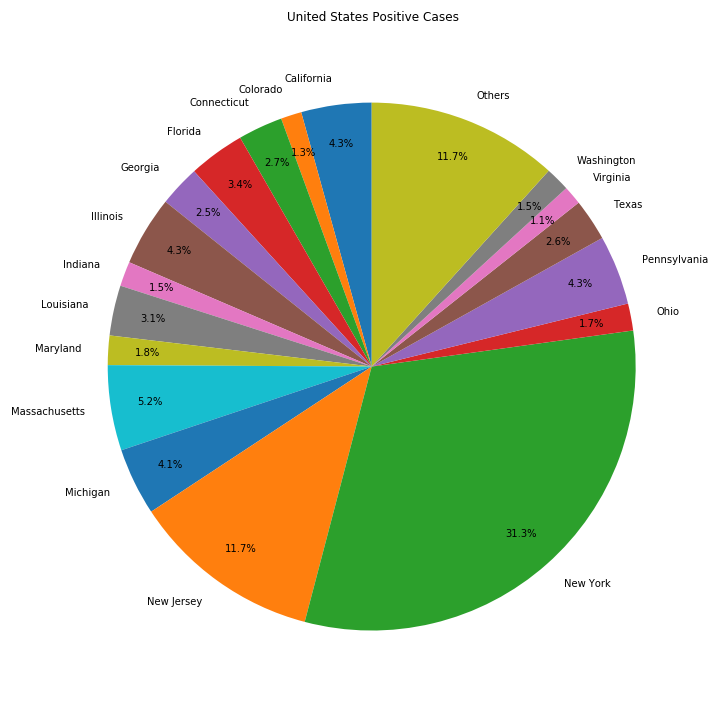 United States Positive Cases
California
4.3%
Colorado
1.3%
Connecticut
2.7%
Florida
3.4%
Georgia
2.5%
Illinois
4.3%
Indiana
1.5%
Louisiana
3.1%
Maryland
1.8%
Massachusetts
5.2%
Michigan
4.1%
New Jersey
11.7%
New York
31.3%
Ohio
1.7%
Pennsylvania
4.3%
Texas
2.6%
Virginia
1.1%
Washington
1.5%
Others
11.7%